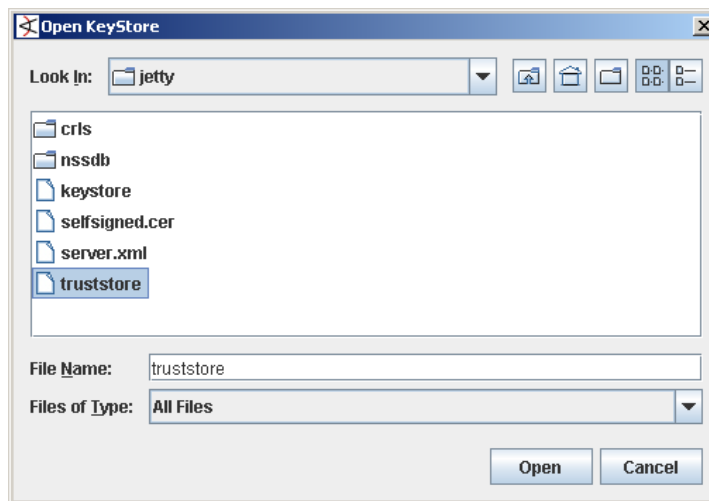 Open KeyStore
Look In: jetty
crls
nssdb
keystore
selfsigned.cer
server.xml
truststore
File Name: truststore
Files of Type: All Files
Open Cancel